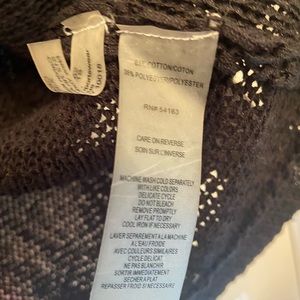 COTTON/COTON
POLYESTER/POLYESTER
RN# 54163
CARE ON REVERSE
SOIN SUR L'INVERSE
MACHINE WASH COLD SEPARATELY
WITH LIKE COLORS
DELICATE CYCLE
DO NOT BLEACH
REMOVE PROMPTLY
LAY FLAT TO DRY
COOL IRON IF NECESSARY
LAVER SEPAREMENT A LA MACHINE
A L'EAU FROIDE
AVEC COULEURS SIMILAIRES
CYCLE DELICAT
NE PAS BLANCHIR
SORTIR IMMEDIATEMENT
SECHER A PLAT
REPASSER FROID SI NECESSAIRE